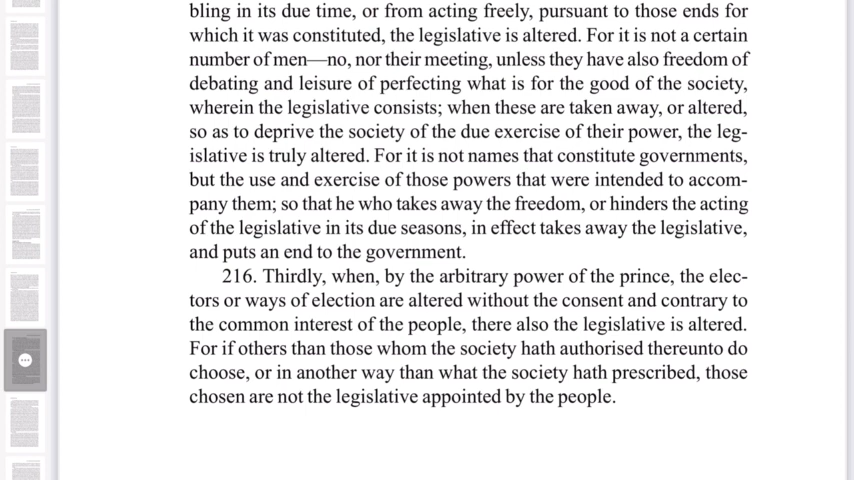 bling in its due time, or from acting freely, pursuant to those ends for
which it was constituted, the legislative is altered. For it is not a certain
number of men—no, nor their meeting, unless they have also freedom of
debating and leisure of perfecting what is for the good of the society,
wherein the legislative consists; when these are taken away, or altered,
so as to deprive the society of the due exercise of their power, the leg-
islative is truly altered. For it is not names that constitute governments,
but the use and exercise of those powers that were intended to accom-
pany them; so that he who takes away the freedom, or hinders the acting
of the legislative in its due seasons, in effect takes away the legislative,
and puts an end to the government.
216. Thirdly, when, by the arbitrary power of the prince, the elec-
tors or ways of election are altered without the consent and contrary to
the common interest of the people, there also the legislative is altered.
For if others than those whom the society hath authorised thereunto do
choose, or in another way than what the society hath prescribed, those
chosen are not the legislative appointed by the people.